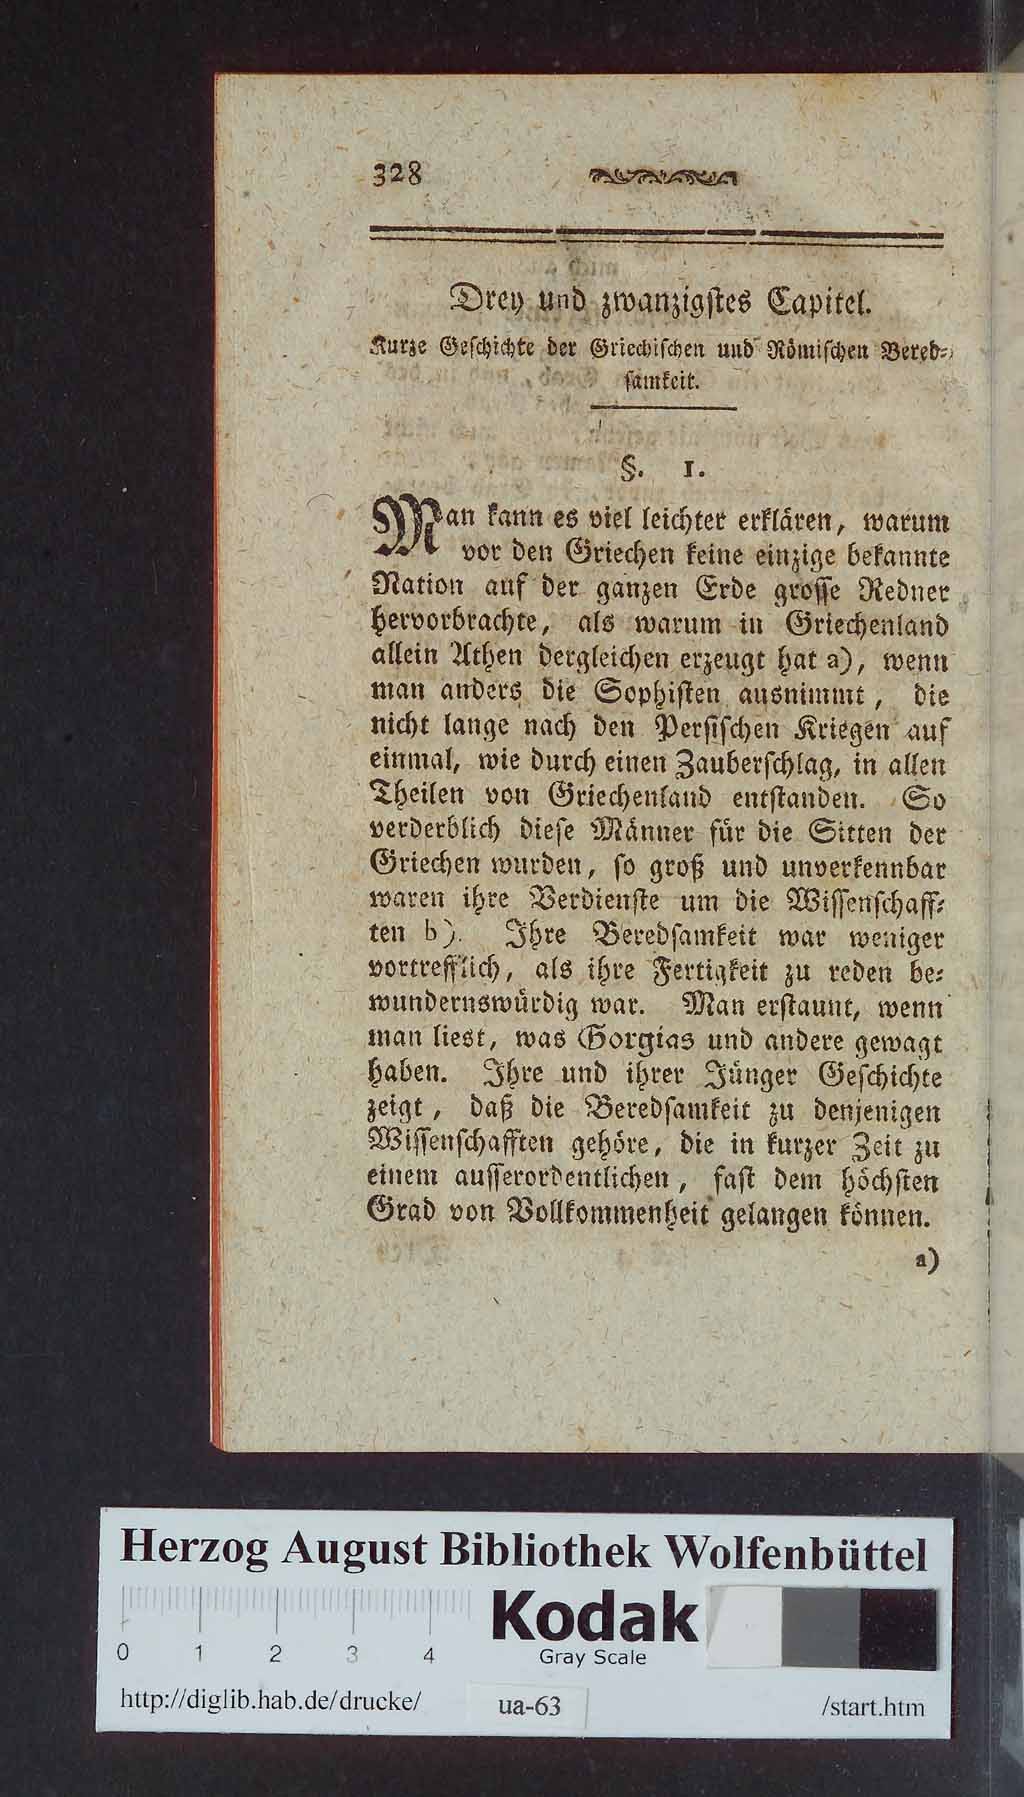 328
Drey und zwanzigstes Capitel.
Kurze Geschichte der Griechischen und Römischen Bered-
samkeit.
§. 1.
Man kann es viel leichter erklären, warum
vor den Griechen keine einzige bekannte
Nation auf der ganzen Erde grosse Redner
hervorbrachte, als warum in Griechenland
allein Athen dergleichen erzeugt hat a), wenn
man anders die Sophisten ausnimmt, die
nicht lange nach den Persischen Kriegen auf
einmal, wie durch einen Zauberschlag, in allen
Theilen von Griechenland entstanden. So
verderblich diese Männer für die Sitten der
Griechen wurden, so groß und unverkennbar
waren ihre Verdienste um die Wissenschaff-
ten b). Ihre Beredsamkeit war weniger
vortrefflich, als ihre Fertigkeit zu reden be-
wundernswürdig war. Man erstaunt, wenn
man liest, was Gorgias und andere gewagt
haben. Ihre und ihrer Jünger Geschichte
zeigt, daß die Beredsamkeit zu denjenigen
Wissenschafften gehöre, die in kurzer Zeit zu
einem ausserordentlichen, fast dem höchsten
Grad von Vollkommenheit gelangen können.
a)
Herzog August Bibliothek Wolfenbüttel
Kodak
0 1 2 3 4
Gray Scale
http://diglib.hab.de/drucke/ ua-63 /start.htm